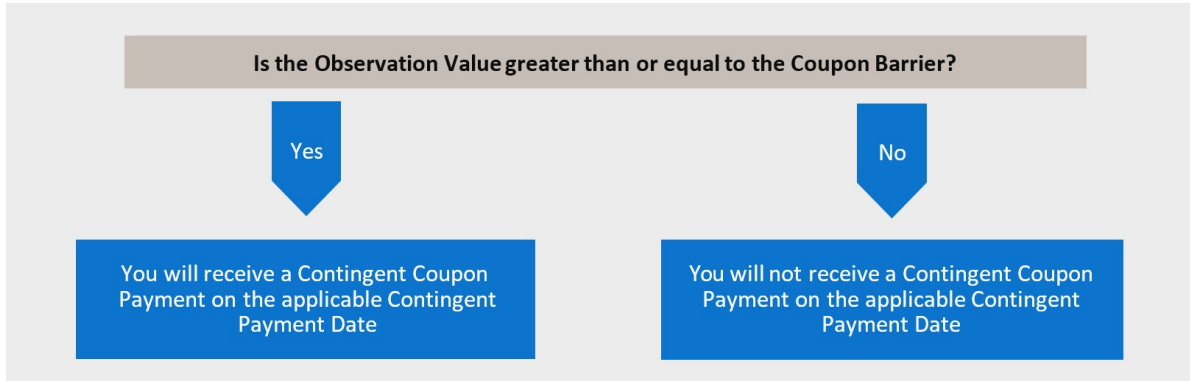 Is the Observation Value greater than or equal to the Coupon Barrier?
Yes
No
You will receive a Contingent Coupon
Payment on the applicable Contingent
Payment Date
You will not receive a Contingent Coupon
Payment on the applicable Contingent
Payment Date